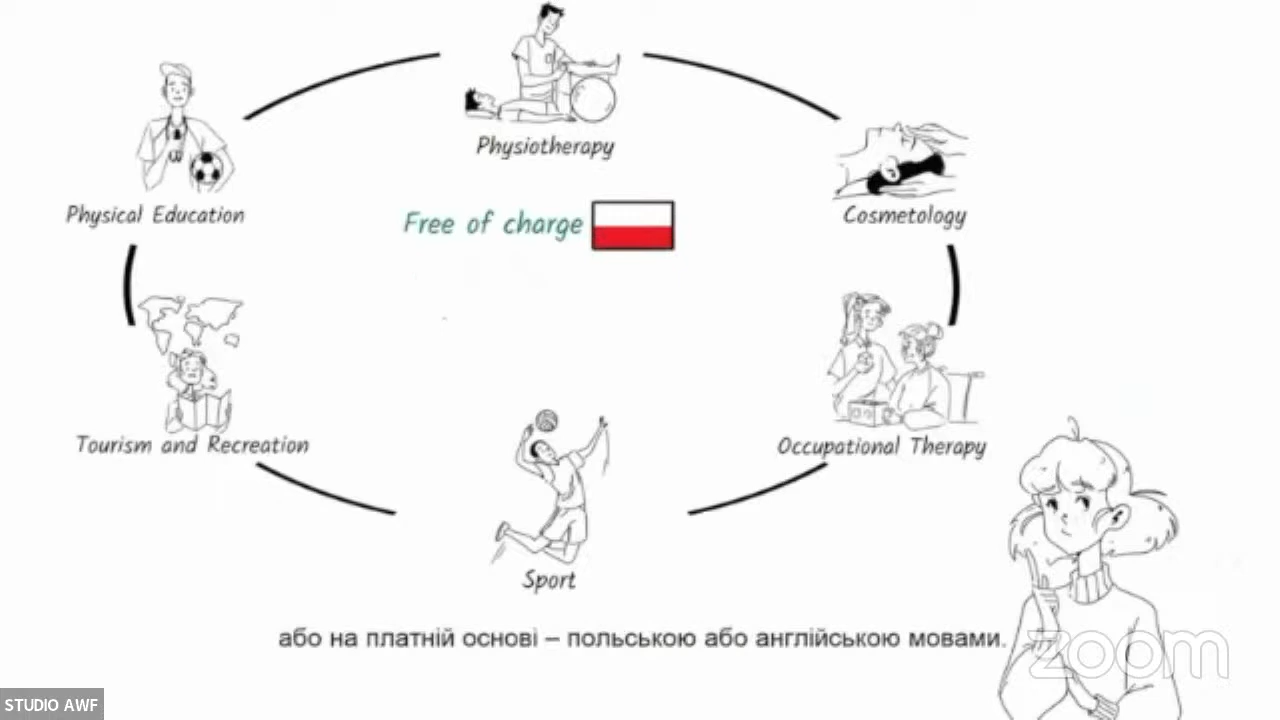 Physiotherapy
Physical Education
Cosmetology
Free of charge
Tourism and Recreation
Occupational Therapy
Sport
або на платній основі – польською або англійською мовами.
zoom
STUDIO AWF